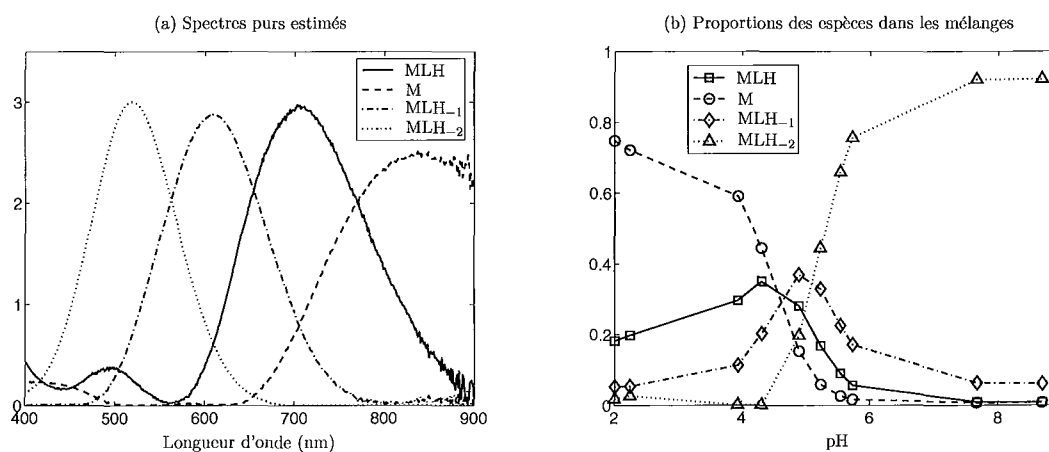 (a) Spectres purs estimés
MLH
M
MLH₋₁
MLH₋₂
3
2
1
0
400 500 600 700 800 900
Longueur d'onde (nm)
(b) Proportions des espèces dans les mélanges
MLH
M
MLH₋₁
MLH₋₂
1
0.8
0.6
0.4
0.2
0
2 4 6 8
pH